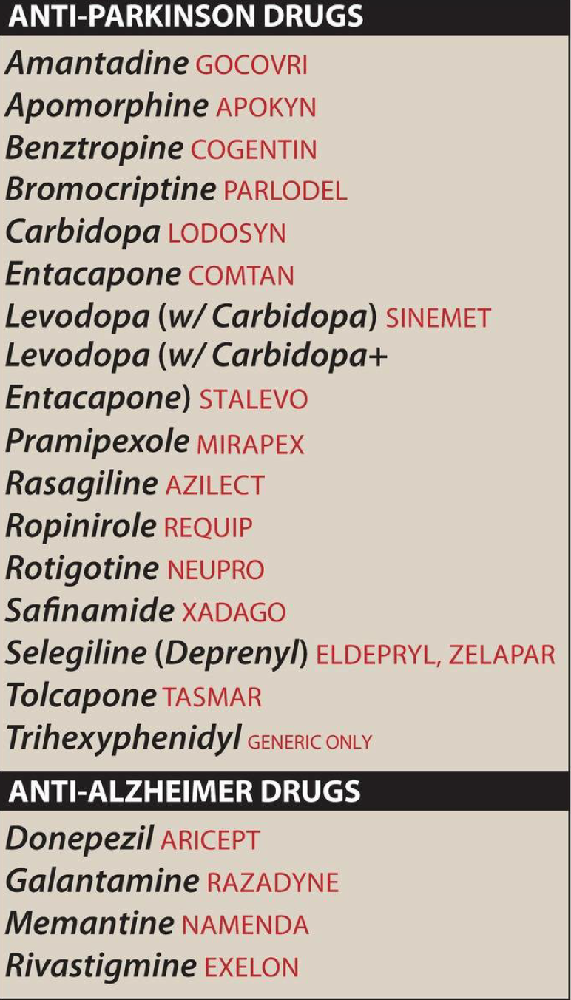 ANTI-PARKINSON DRUGS
Amantadine GOCOVRI
Apomorphine APOKYN
Benztropine COGENTIN
Bromocriptine PARLODEL
Carbidopa LODOSYN
Entacapone COMTAN
Levodopa (w/ Carbidopa) SINEMET
Levodopa (w/ Carbidopa+
Entacapone) STALEVO
Pramipexole MIRAPEX
Rasagiline AZILECT
Ropinirole REQUIP
Rotigotine NEUPRO
Safinamide XADAGO
Selegiline (Deprenyl) ELDEPRYL, ZELAPAR
Tolcapone TASMAR
Trihexyphenidyl GENERIC ONLY
ANTI-ALZHEIMER DRUGS
Donepezil ARICEPT
Galantamine RAZADYNE
Memantine NAMENDA
Rivastigmine EXELON